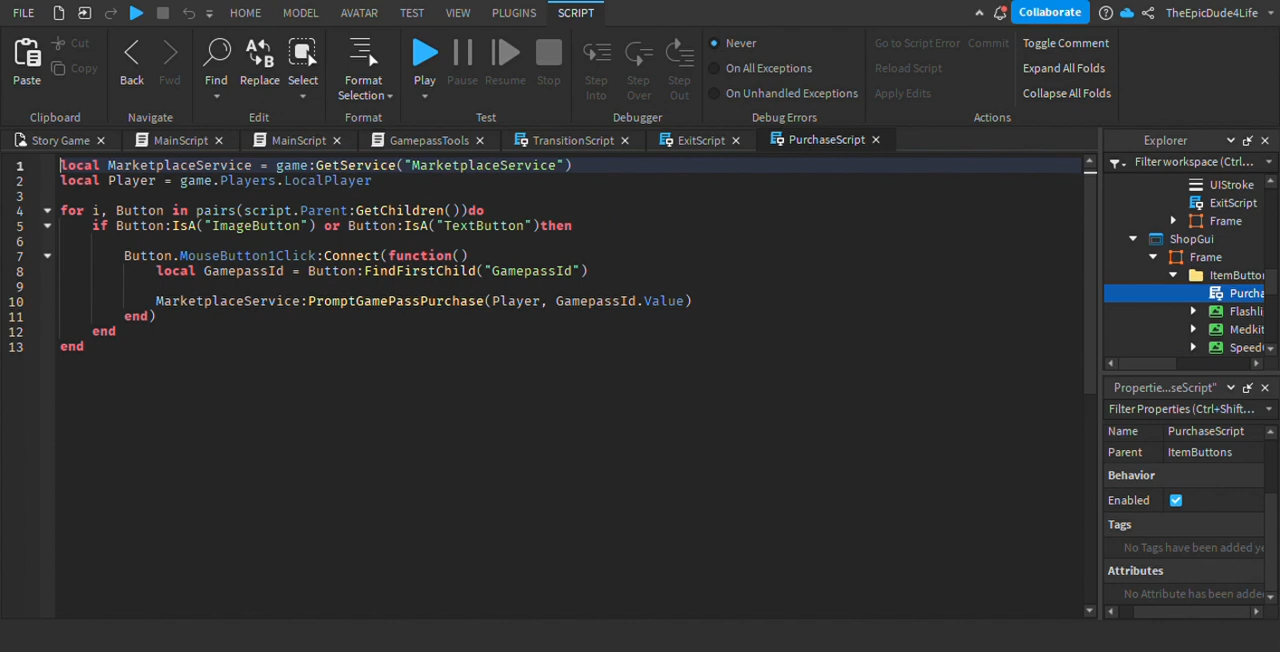 FILE HOME MODEL AVATAR TEST VIEW PLUGINS SCRIPT Collaborate TheEpicDude4Life
Paste Cut Copy
Clipboard
Back Fwd
Navigate
Find Replace Select
Edit
Format Selection
Format
Play Pause Resume Stop
Test
Step Into Step Over Step Out
Debugger
Never
On All Exceptions
On Unhandled Exceptions
Debug Errors
Go to Script Error Commit
Reload Script
Apply Edits
Toggle Comment
Expand All Folds
Collapse All Folds
Actions
Story Game MainScript MainScript GamepassTools TransitionScript ExitScript PurchaseScript
1 local MarketplaceService = game:GetService("MarketplaceService")
2 local Player = game.Players.LocalPlayer
3
4 for i, Button in pairs(script.Parent:GetChildren())do
5 if Button:IsA("ImageButton") or Button:IsA("TextButton")then
6
7 Button.MouseButton1Click:Connect(function()
8 local GamepassId = Button:FindFirstChild("GamepassId")
9
10 MarketplaceService:PromptGamePassPurchase(Player, GamepassId.Value)
11 end)
12 end
13 end
Explorer
Filter workspace (Ctrl...
UIStroke
ExitScript
Frame
ShopGui
Frame
ItemButto
Purcha
Flashli
Medkit
Speed
Propertie...seScript"
Filter Properties (Ctrl+Shift...
Name PurchaseScript
Parent ItemButtons
Behavior
Enabled
Tags
No Tags have been added ye
Attributes
No Attribute has been added